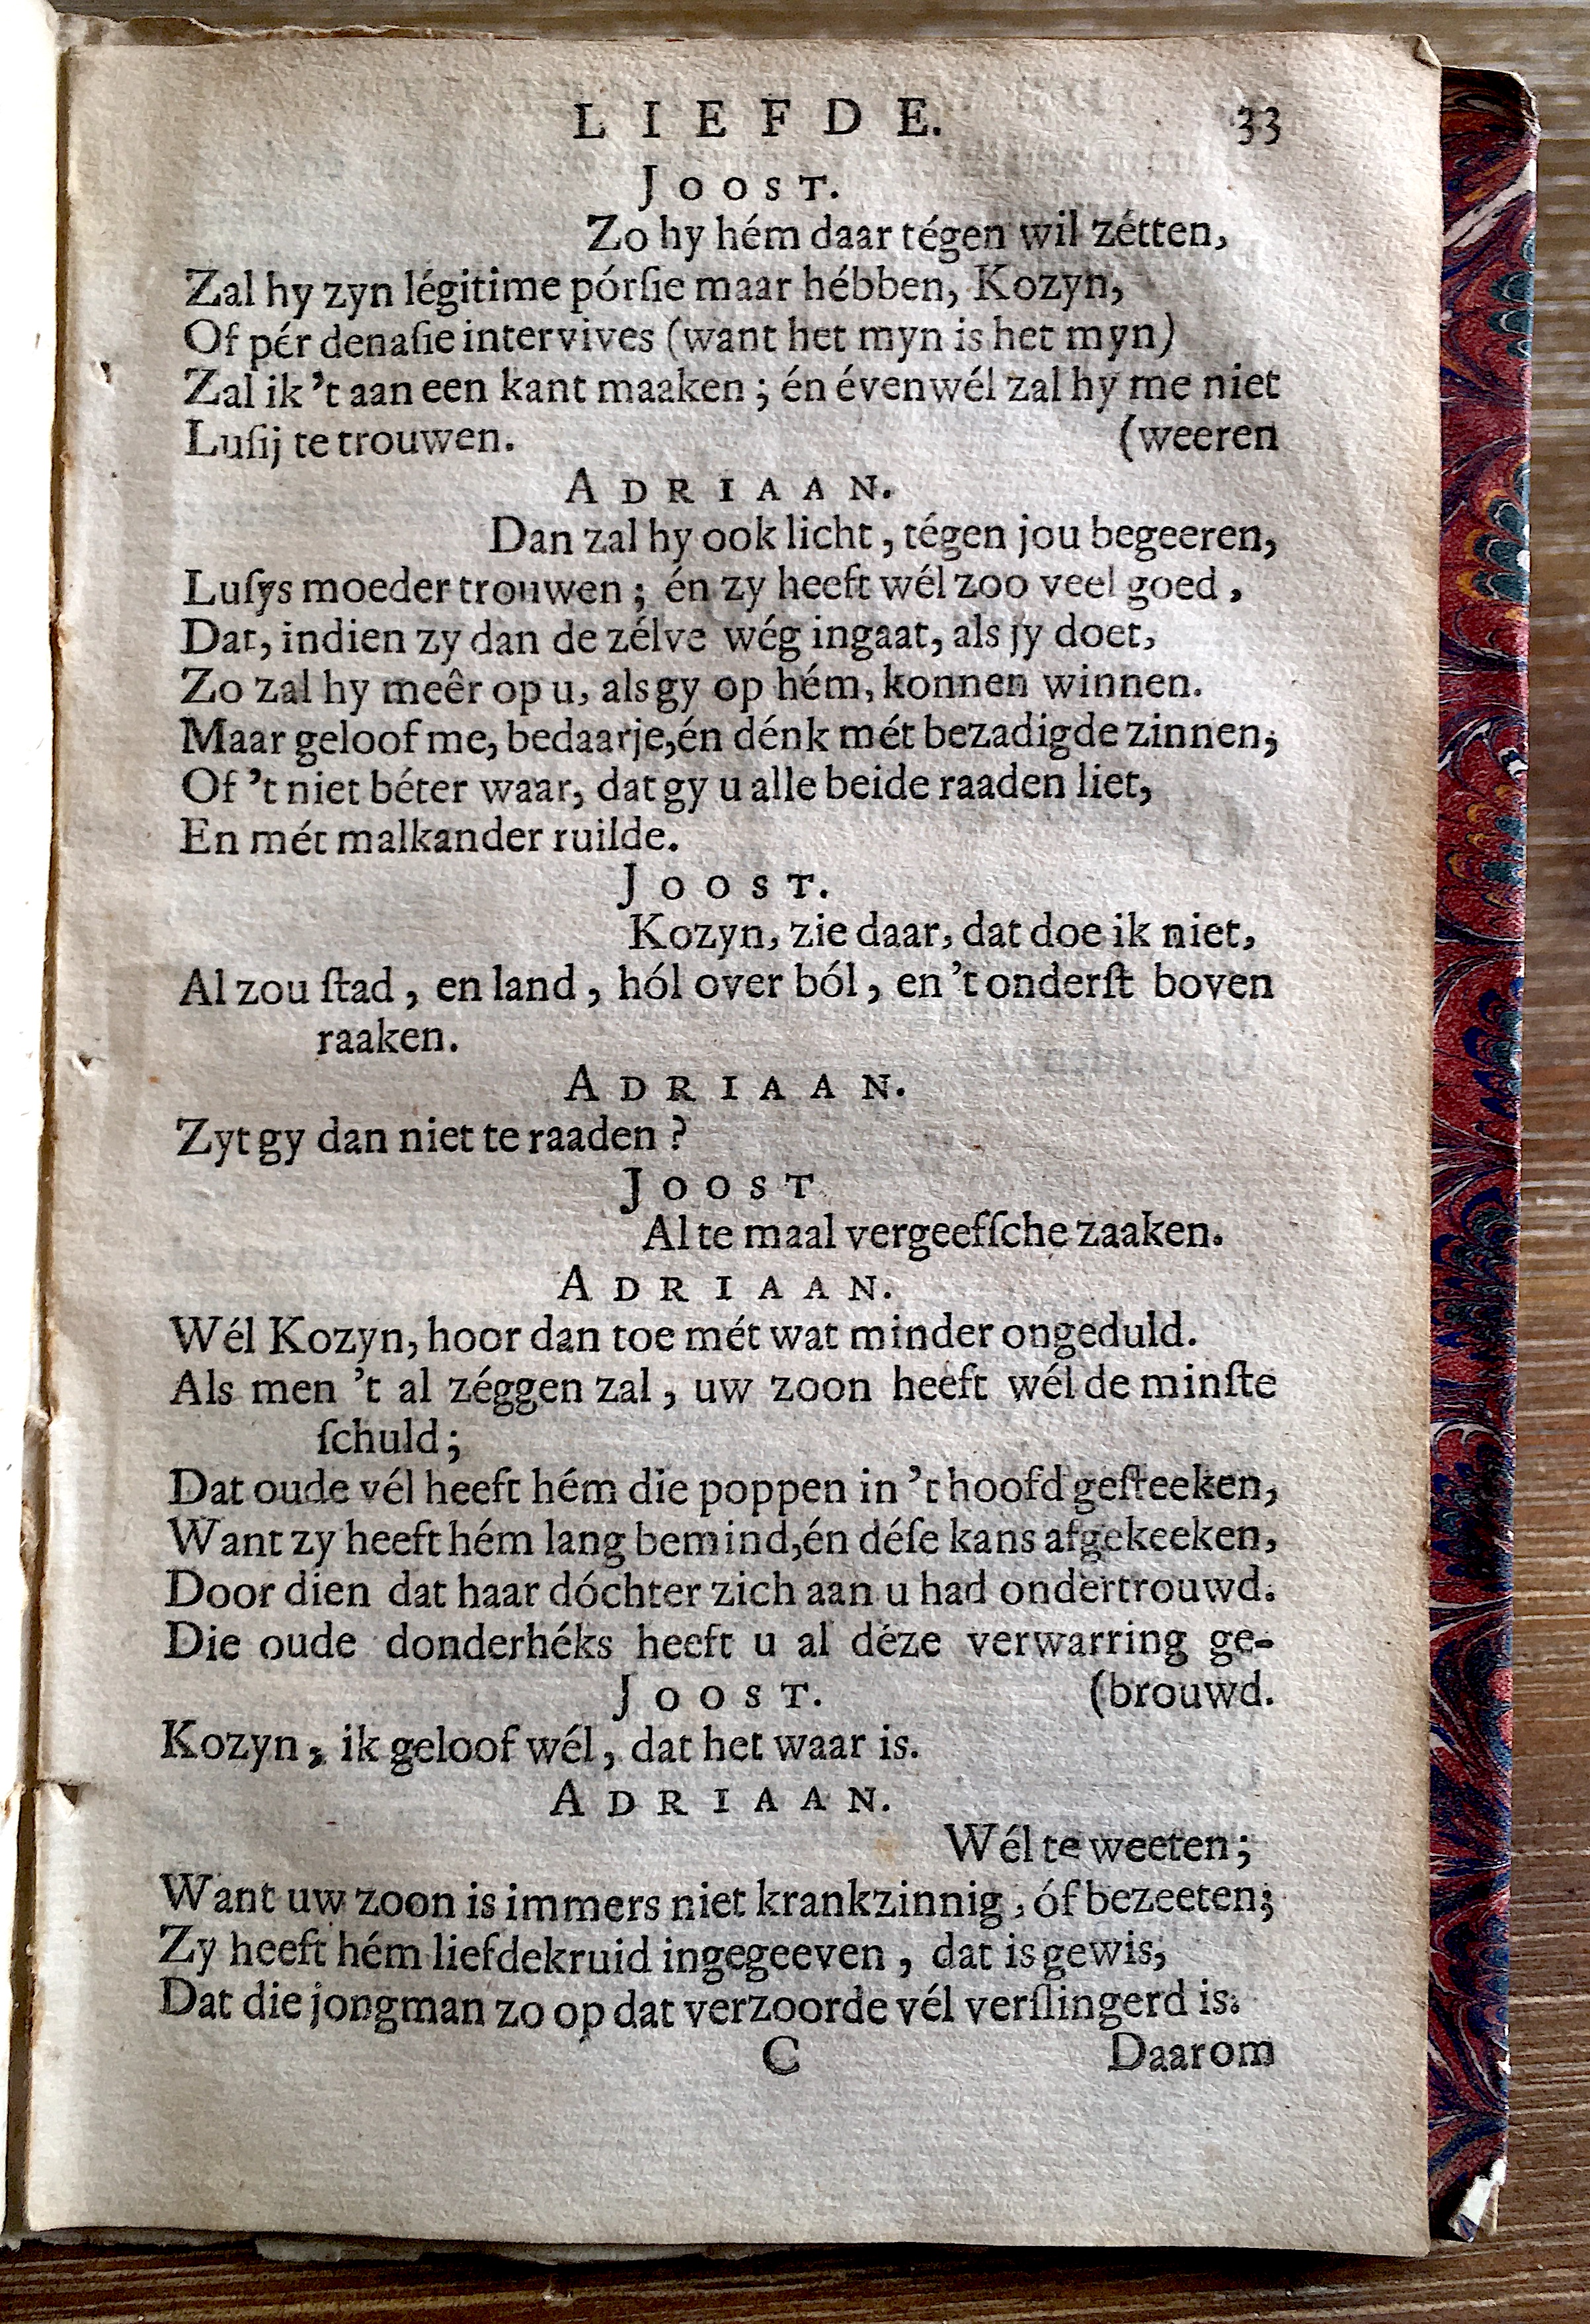 LIEFDE. 33
JOOST.
Zo hy hém daar tégen wil zétten,
Zal hy zyn légitime pórſie maar hébben, Kozyn,
Of pér denaſie intervives (want het myn is het myn)
Zal ik 't aan een kant maaken; én évenwél zal hy me niet
Luſij te trouwen. (weeren
ADRIAAN.
Dan zal hy ook licht, tégen jou begeeren,
Luſys moeder trouwen; én zy heeft wél zoo veel goed,
Dat, indien zy dan de zélve wég ingaat, als jy doet,
Zo zal hy meêr op u, als gy op hém, konnen winnen.
Maar geloof me, bedaarje, én dénk mét bezadigde zinnen,
Of 't niet béter waar, dat gy u alle beide raaden liet,
En mét malkander ruilde.
JOOST.
Kozyn, zie daar, dat doe ik niet,
Al zou ſtad, en land, hól over ból, en 't onderſt boven
raaken.
ADRIAAN.
Zyt gy dan niet te raaden?
JOOST
Al te maal vergeefſche zaaken.
ADRIAAN.
Wél Kozyn, hoor dan toe mét wat minder ongeduld.
Als men 't al zéggen zal, uw zoon heeft wél de minſte
ſchuld;
Dat oude vél heeft hém die poppen in 't hoofd geſteeken,
Want zy heeft hém lang bemind, én déſe kans afgekeeken,
Door dien dat haar dóchter zich aan u had ondertrouwd.
Die oude donderhéks heeft u al déze verwarring ge-
JOOST. (brouwd.
Kozyn, ik geloof wél, dat het waar is.
ADRIAAN.
Wél te weeten;
Want uw zoon is immers niet krankzinnig, óf bezeeten;
Zy heeft hém liefdekruid ingegeeven, dat is gewis,
Dat die jongman zo op dat verzoorde vél verſlingerd is.
C Daarom